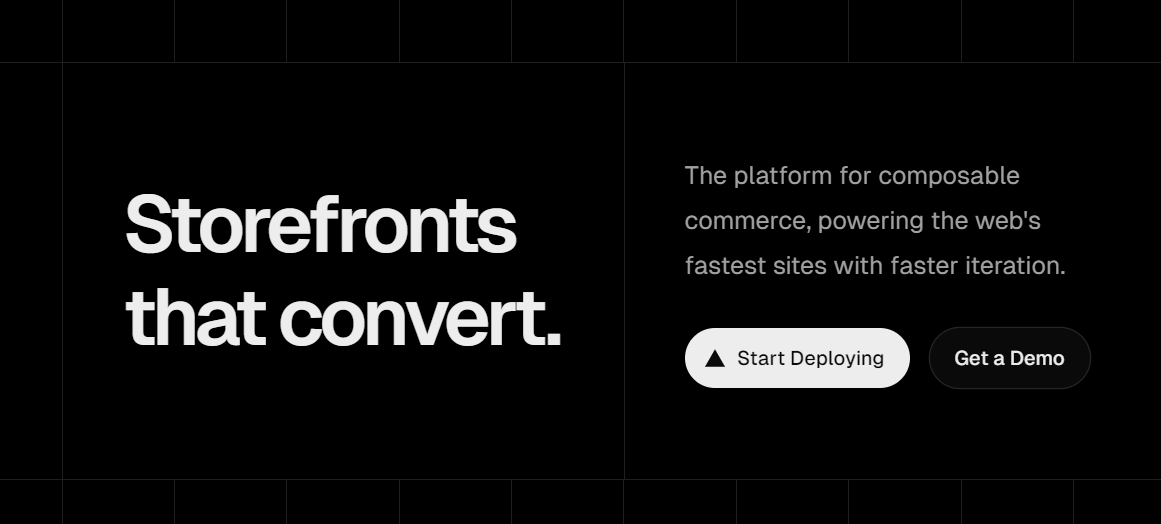 Storefronts
that convert.
The platform for composable
commerce, powering the web's
fastest sites with faster iteration.
Start Deploying
Get a Demo